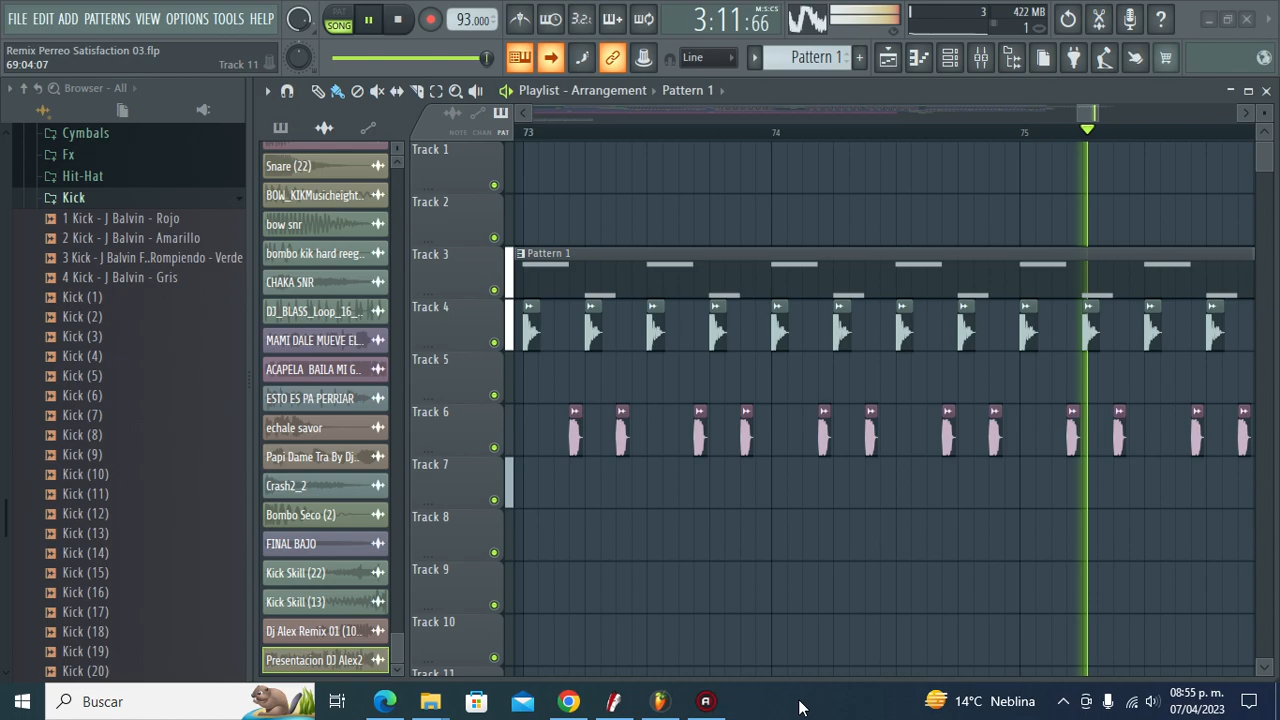 FILE EDIT ADD PATTERNS VIEW OPTIONS TOOLS HELP
PAT
SONG
93.000
3.2
3:11:66
M:S:CS
3
422 MB
1
Remix Perreo Satisfaction 03.flp
69:04:07
Track 11
Line
Pattern 1
Browser - All
Playlist - Arrangement
Pattern 1
NOTE CHAN PAT
73
74
75
Cymbals
Fx
Hit-Hat
Kick
1 Kick - J Balvin - Rojo
2 Kick - J Balvin - Amarillo
3 Kick - J Balvin F..Rompiendo - Verde
4 Kick - J Balvin - Gris
Kick (1)
Kick (2)
Kick (3)
Kick (4)
Kick (5)
Kick (6)
Kick (7)
Kick (8)
Kick (9)
Kick (10)
Kick (11)
Kick (12)
Kick (13)
Kick (14)
Kick (15)
Kick (16)
Kick (17)
Kick (18)
Kick (19)
Kick (20)
Snare (22)
BOW_KIKMusicheight..
bow snr
bombo kik hard reeg..
CHAKA SNR
DJ_BLASS_Loop_16_..
MAMI DALE MUEVE EL..
ACAPELA BAILA MI G..
ESTO ES PA PERRIAR
echale savor
Papi Dame Tra By Dj..
Crash2_2
Bombo Seco (2)
FINAL BAJO
Kick Skill (22)
Kick Skill (13)
Dj Alex Remix 01 (10..
Presentacion DJ Alex2
Track 1
Track 2
Track 3
Pattern 1
Track 4
Track 5
Track 6
Track 7
Track 8
Track 9
Track 10
Track 11
Buscar
14°C Neblina
08:55 p. m.
07/04/2023